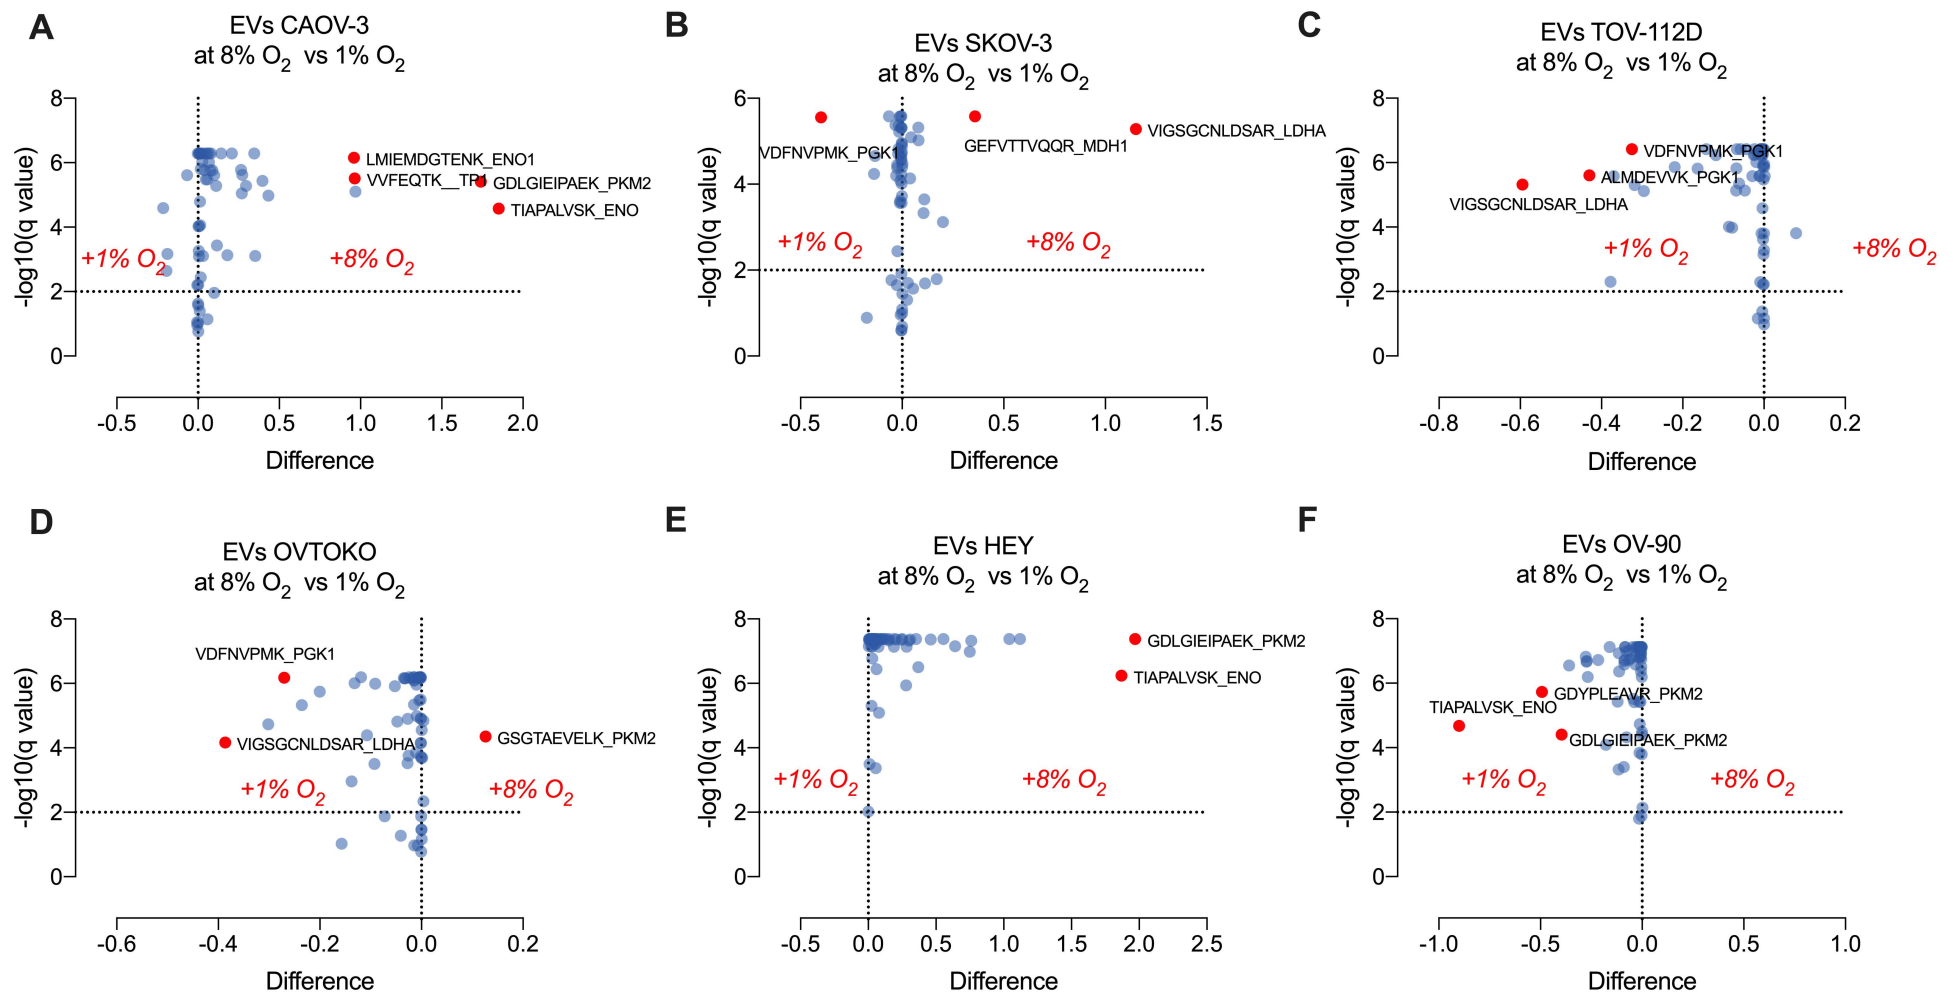 A
EVs CAOV-3
at 8% O2 vs 1% O2
-log10(q value)
8
6
4
2
0
LMIEMDGTENK_ENO1
VVFEQTK__TP1
GDLGIEIPAEK_PKM2
TIAPALVSK_ENO
+1% O2
+8% O2
-0.5 0.0 0.5 1.0 1.5 2.0
Difference
B
EVs SKOV-3
at 8% O2 vs 1% O2
-log10(q value)
6
4
2
0
VIGSGCNLDSAR_LDHA
GEFVTTVQQR_MDH1
VDFNVPMK_PGK1
+1% O2
+8% O2
-0.5 0.0 0.5 1.0 1.5
Difference
C
EVs TOV-112D
at 8% O2 vs 1% O2
-log10(q value)
8
6
4
2
0
VDFNVPMK_PGK1
ALMDEVVK_PGK1
VIGSGCNLDSAR_LDHA
+1% O2
+8% O2
-0.8 -0.6 -0.4 -0.2 0.0 0.2
Difference
D
EVs OVTOKO
at 8% O2 vs 1% O2
-log10(q value)
8
6
4
2
0
VDFNVPMK_PGK1
GSGTAEVELK_PKM2
VIGSGCNLDSAR_LDHA
+1% O2
+8% O2
-0.6 -0.4 -0.2 0.0 0.2
Difference
E
EVs HEY
at 8% O2 vs 1% O2
-log10(q value)
8
6
4
2
0
GDLGIEIPAEK_PKM2
TIAPALVSK_ENO
+1% O2
+8% O2
-0.5 0.0 0.5 1.0 1.5 2.0 2.5
Difference
F
EVs OV-90
at 8% O2 vs 1% O2
-log10(q value)
8
6
4
2
0
GDYPLEAVR_PKM2
TIAPALVSK_ENO
GDLGIEIPAEK_PKM2
+1% O2
+8% O2
-1.0 -0.5 0.0 0.5 1.0
Difference